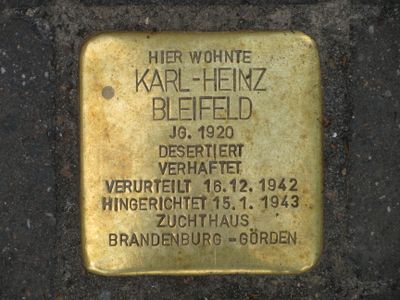 HIER WOHNTE
KARL-HEINZ
BLEIFELD
JG. 1920
DESERTIERT
VERHAFTET
VERURTEILT 16.12. 1942
HINGERICHTET 15.1. 1943
ZUCHTHAUS
BRANDENBURG - GÖRDEN